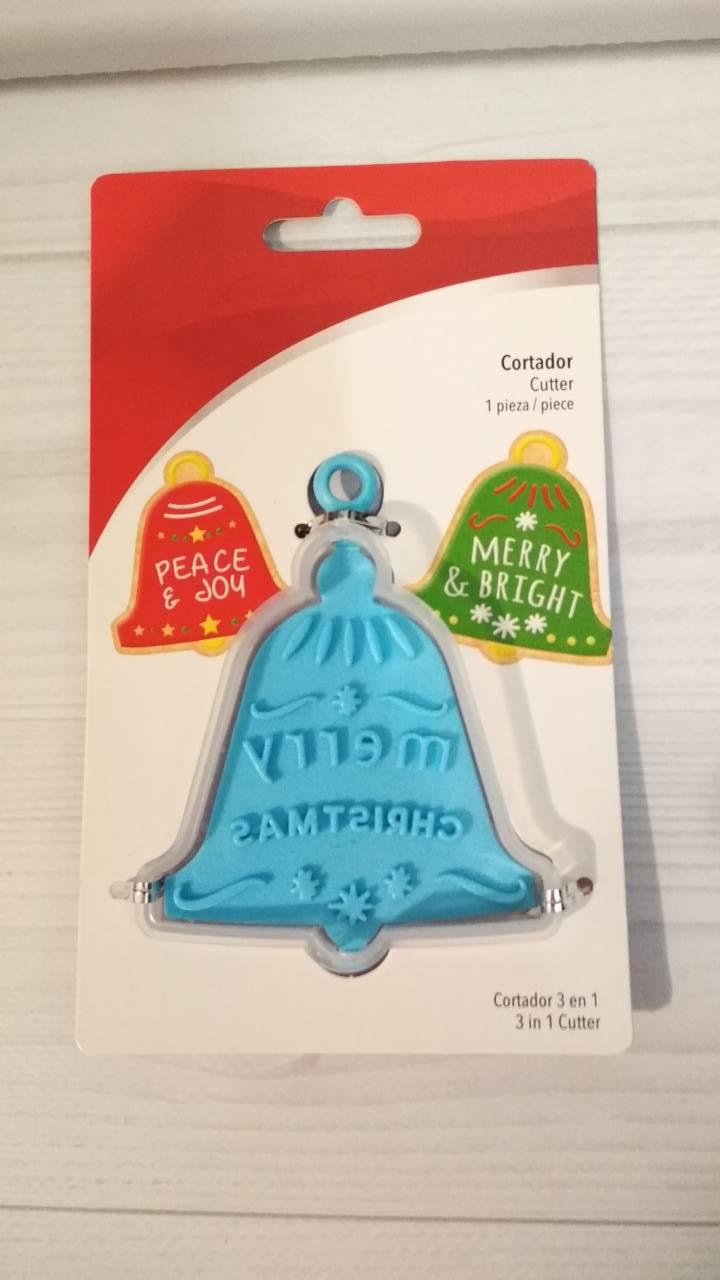 Cortador
Cutter
1 pieza / piece
PEACE
& JOY
MERRY
& BRIGHT
merry
CHRISTMAS
Cortador 3 en 1
3 in 1 Cutter